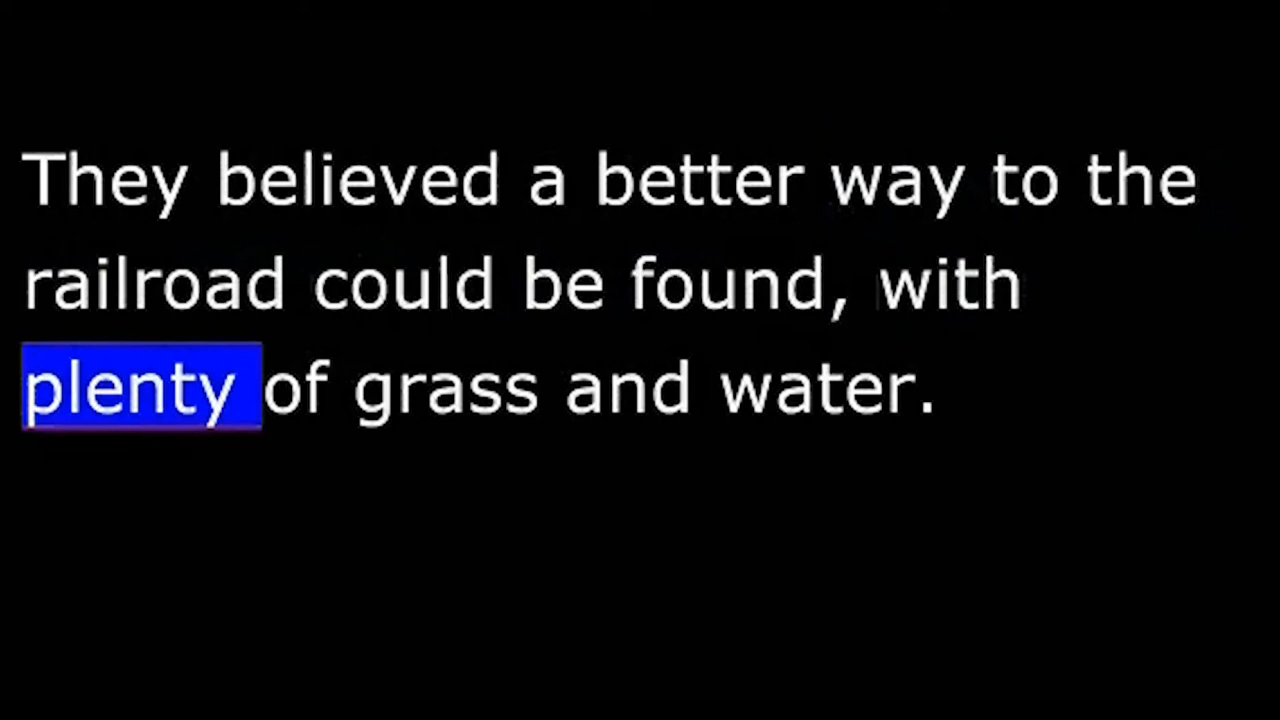 They believed a better way to the
railroad could be found, with
plenty of grass and water.